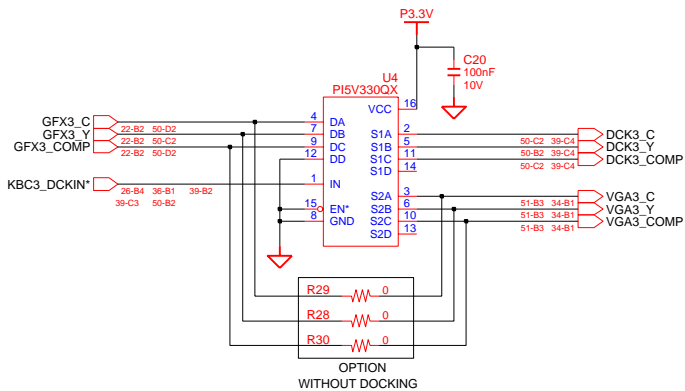 P3.3V
C20
100nF
10V
U4
PI5V330QX
GFX3_C
22-B2 50-D2
GFX3_Y
22-B2 50-C2
GFX3_COMP
22-B2 50-D2
KBC3_DCKIN*
26-B4 36-B1 39-B2
39-C3 50-B2
4 DA
7 DB
9 DC
12 DD
1 IN
15 EN*
8 GND
VCC 16
S1A 2
S1B 5
S1C 11
S1D 14
S2A 3
S2B 6
S2C 10
S2D 13
DCK3_C
50-C2 39-C4
DCK3_Y
50-B2 39-C4
DCK3_COMP
50-C2 39-C4
VGA3_C
51-B3 34-B1
VGA3_Y
51-B3 34-B1
VGA3_COMP
51-B3 34-B1
R29 0
R28 0
R30 0
OPTION
WITHOUT DOCKING